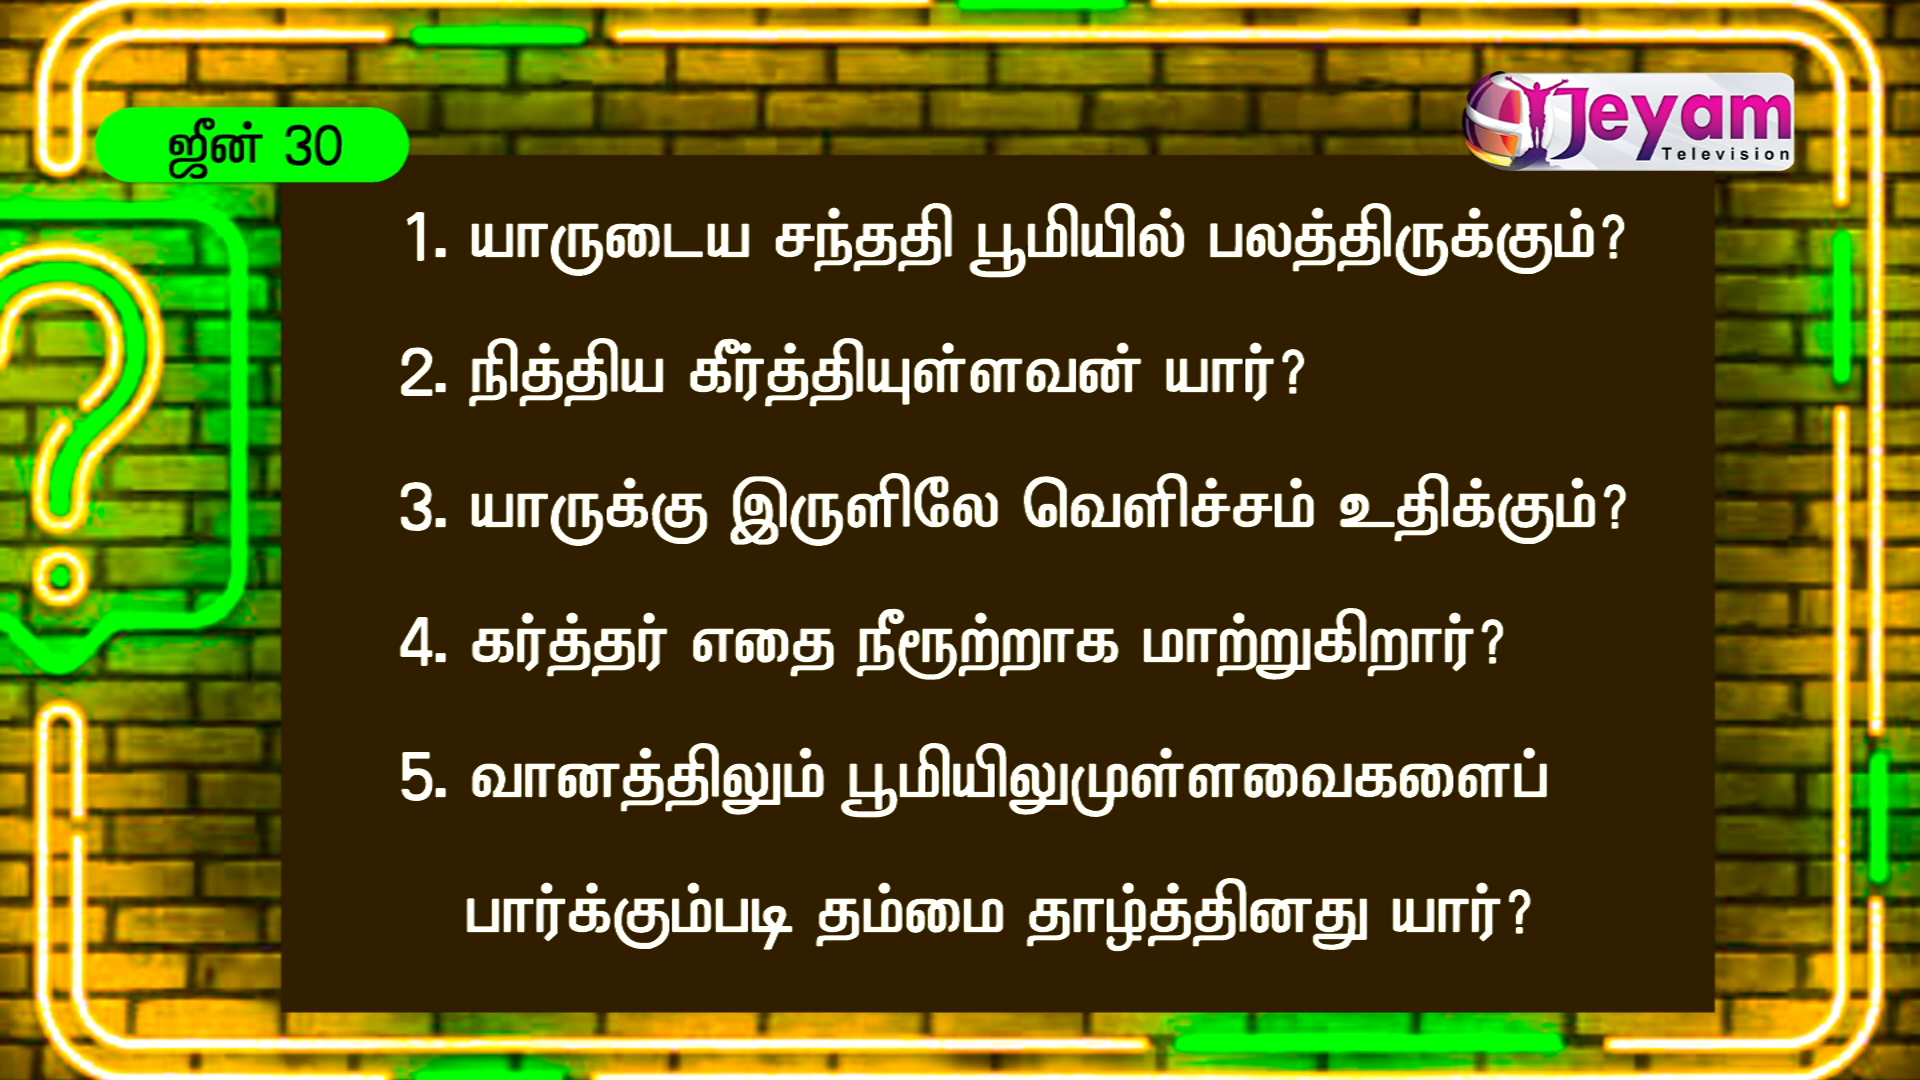 ஜீன் 30
Jeyam
Television
1. யாருடைய சந்ததி பூமியில் பலத்திருக்கும்?
2. நித்திய கீர்த்தியுள்ளவன் யார்?
3. யாருக்கு இருளிலே வெளிச்சம் உதிக்கும்?
4. கர்த்தர் எதை நீரூற்றாக மாற்றுகிறார்?
5. வானத்திலும் பூமியிலுமுள்ளவைகளைப்
பார்க்கும்படி தம்மை தாழ்த்தினது யார்?